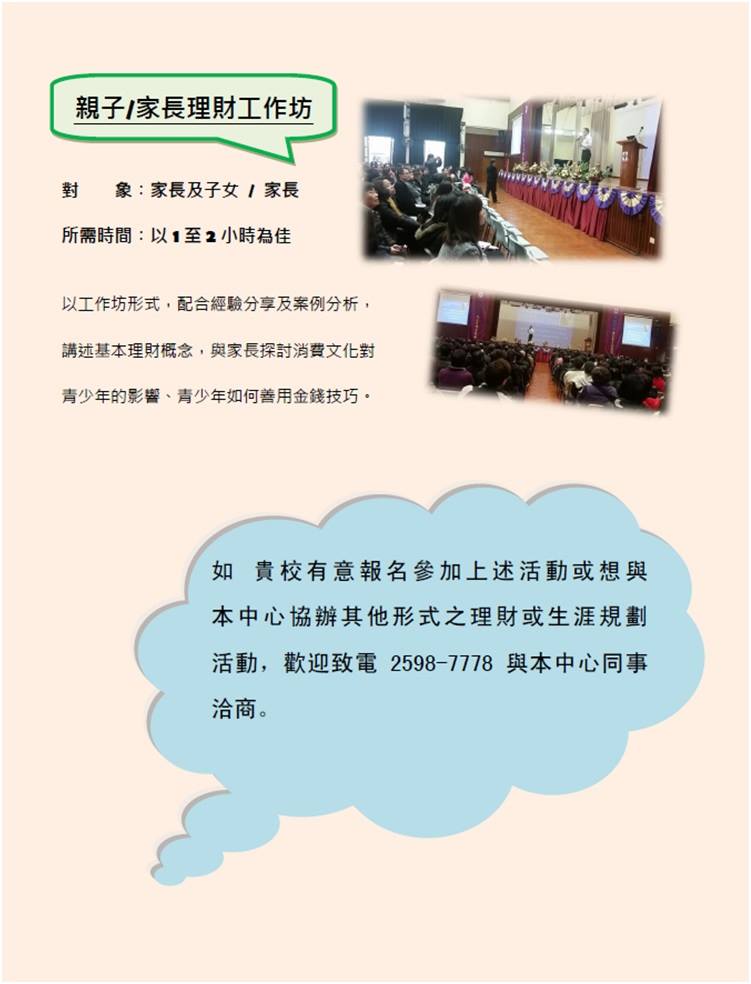 親子/家長理財工作坊
對　　象：家長及子女 / 家長
所需時間：以 1 至 2 小時為佳
以工作坊形式，配合經驗分享及案例分析，
講述基本理財概念，與家長探討消費文化對
青少年的影響、青少年如何善用金錢技巧。
如　貴校有意報名參加上述活動或想與
本中心協辦其他形式之理財或生涯規劃
活動，歡迎致電 2598-7778 與本中心同事
洽商。